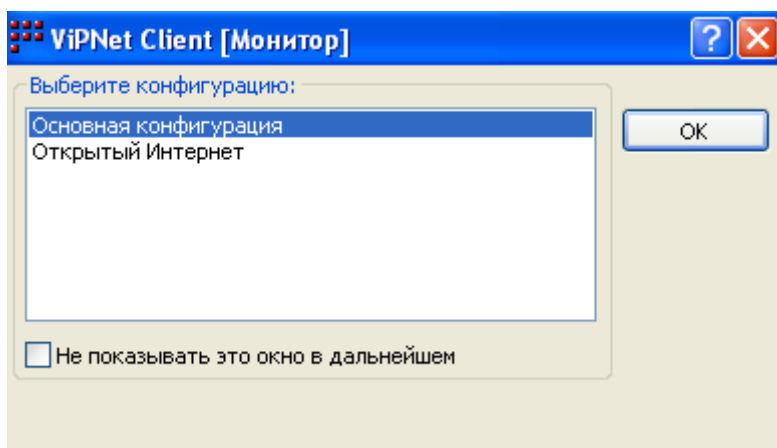 ViPNet Client [Монитор]
Выберите конфигурацию:
Основная конфигурация
Открытый Интернет
OK
Не показывать это окно в дальнейшем